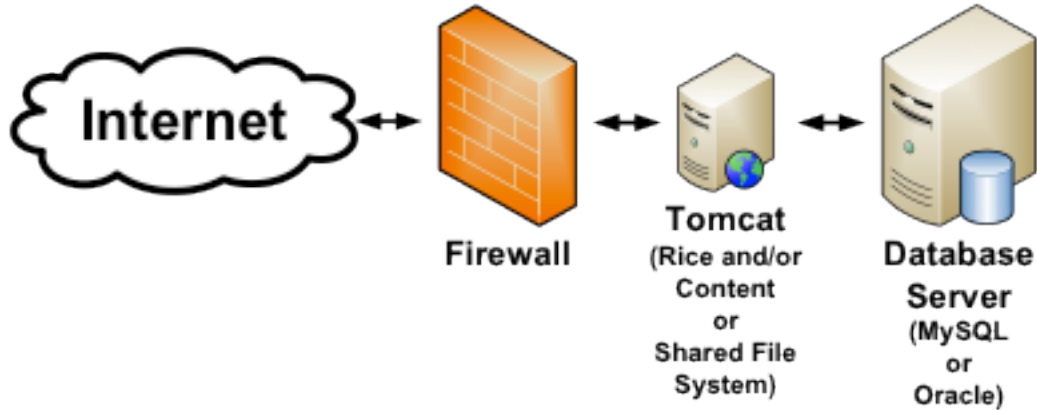 Internet
Firewall
Tomcat
(Rice and/or
Content
or
Shared File
System)
Database
Server
(MySQL
or
Oracle)